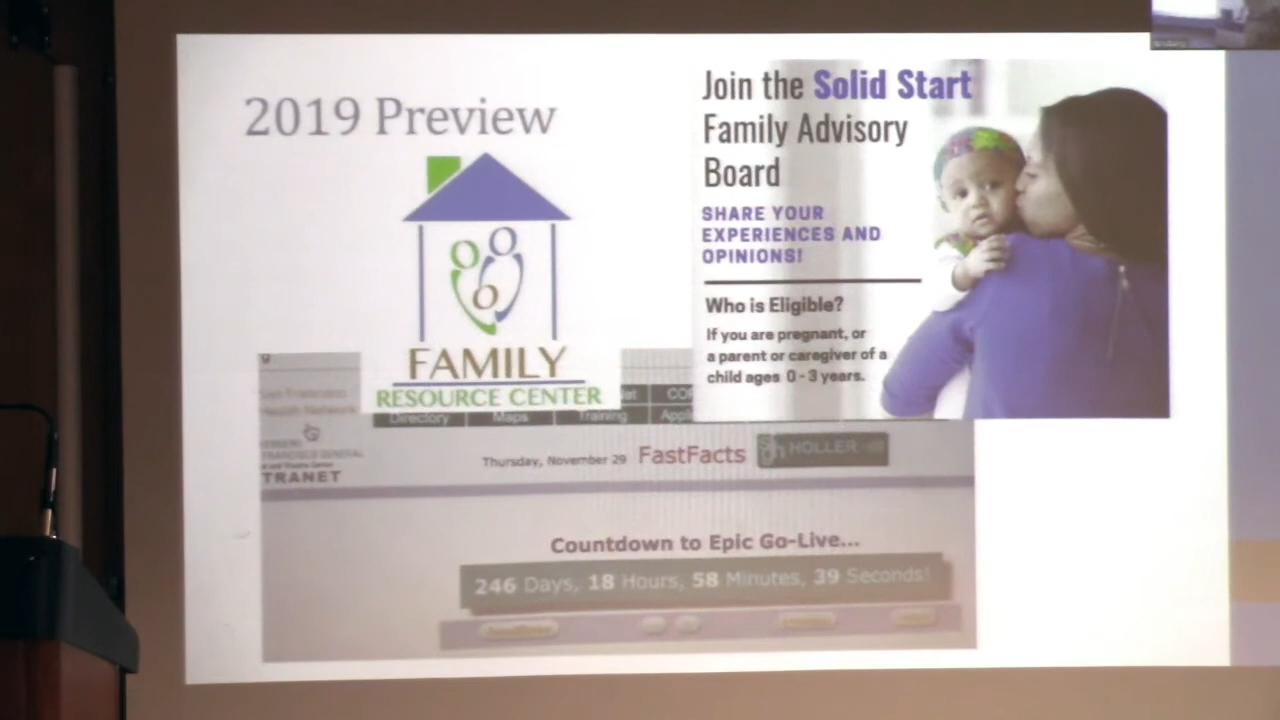 2019 Preview
FAMILY
RESOURCE CENTER
Join the Solid Start
Family Advisory
Board
SHARE YOUR
EXPERIENCES AND
OPINIONS!
Who is Eligible?
If you are pregnant, or
a parent or caregiver of a
child ages 0 - 3 years.
Directory Maps Training
TRANET
Thursday, November 29 FastFacts HOLLER
Countdown to Epic Go-Live...
246 Days, 18 Hours, 58 Minutes, 39 Seconds!